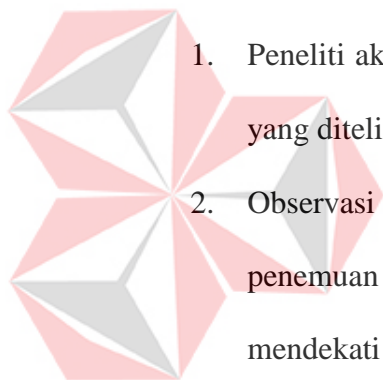 1. Peneliti ak
yang diteli
2. Observasi
penemuan
mendekati